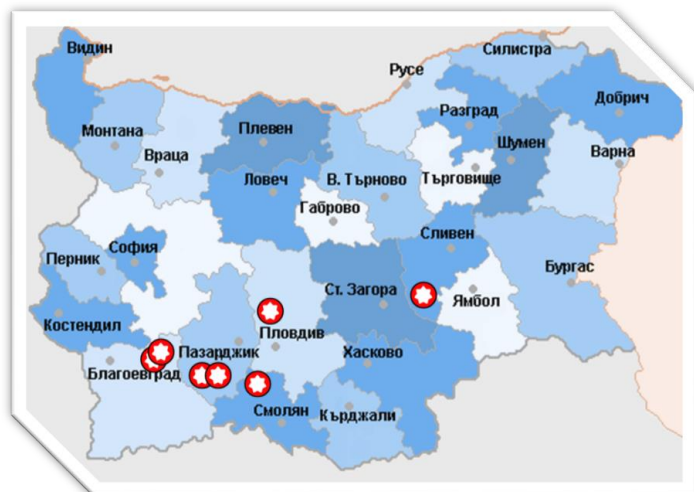 Видин
Силистра
Русе
Добрич
Разград
Монтана
Плевен
Шумен
Враца
Варна
Ловеч
В. Търново
Търговище
Габрово
Сливен
София
Перник
Бургас
Ст. Загора
Ямбол
Костендил
Пловдив
Пазарджик
Хасково
Благоевград
Смолян
Кърджали